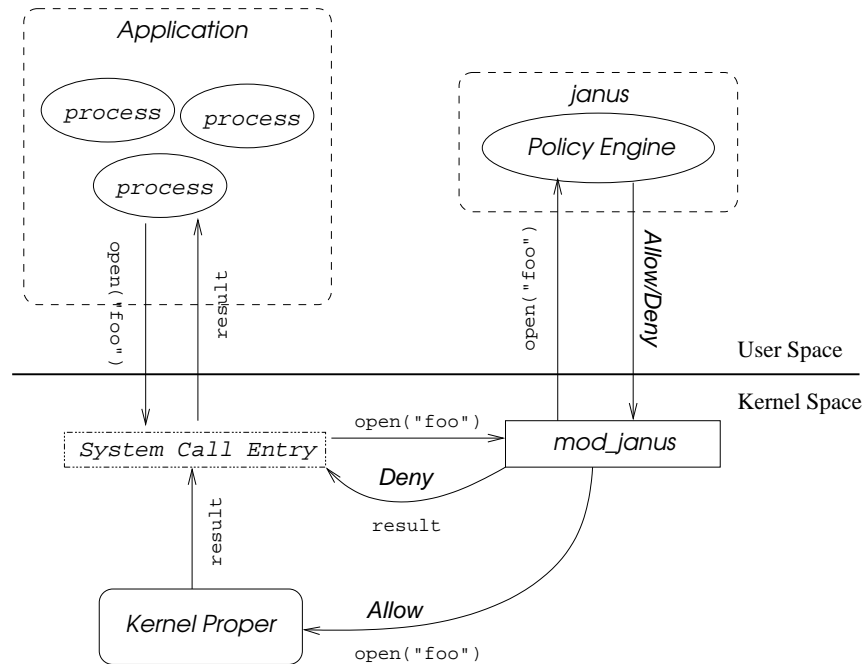 Application
process
process
process
janus
Policy Engine
open("foo")
result
open("foo")
Allow/Deny
User Space
Kernel Space
System Call Entry
open("foo")
mod_janus
Deny
result
result
Kernel Proper
Allow
open("foo")